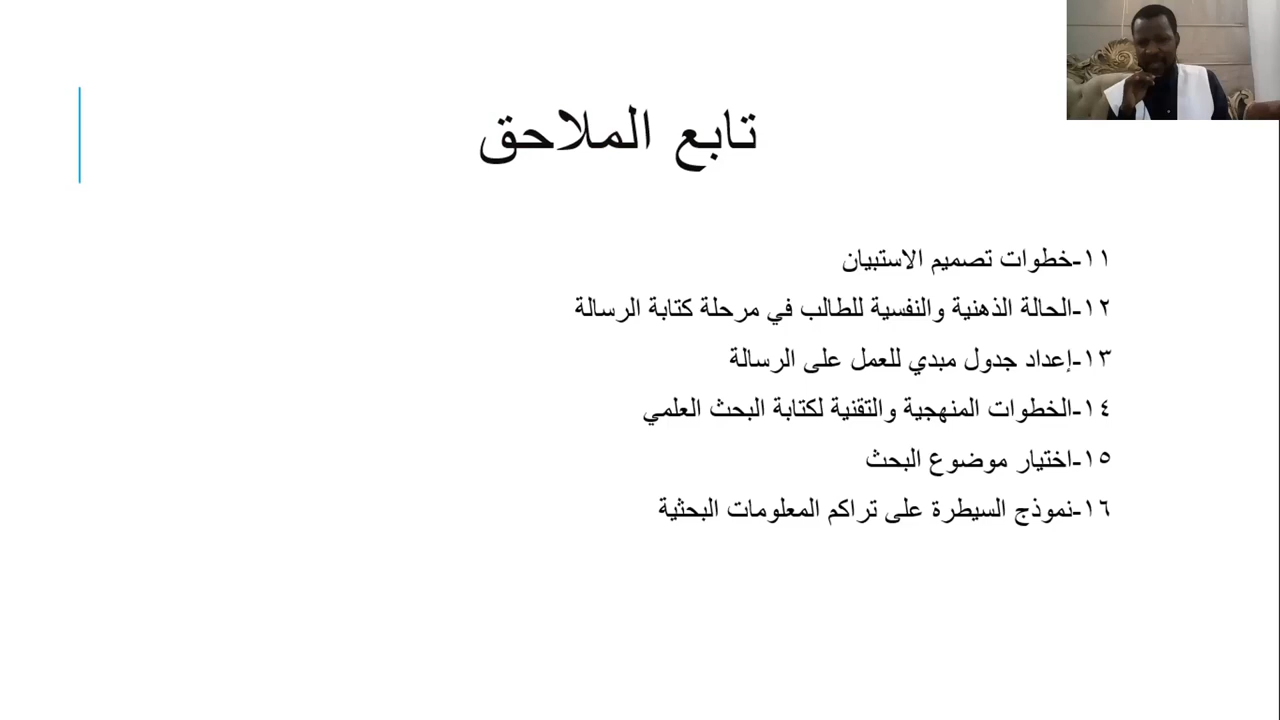 تابع الملاحق
١١-خطوات تصميم الاستبيان
١٢-الحالة الذهنية والنفسية للطالب في مرحلة كتابة الرسالة
١٣-إعداد جدول مبدي للعمل على الرسالة
١٤-الخطوات المنهجية والتقنية لكتابة البحث العلمي
١٥-اختيار موضوع البحث
١٦-نموذج السيطرة على تراكم المعلومات البحثية